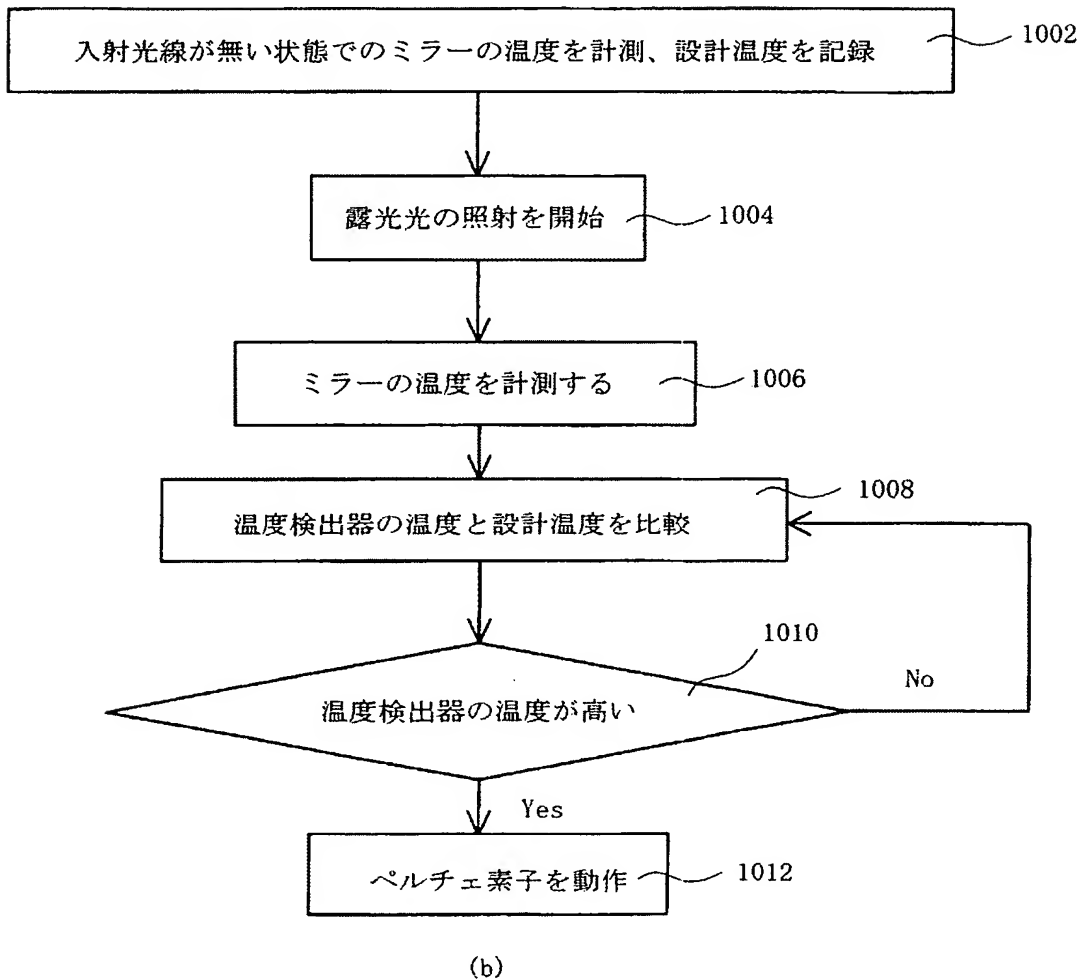 入射光線が無い状態でのミラーの温度を計測、設計温度を記録
1002
露光光の照射を開始
1004
ミラーの温度を計測する
1006
温度検出器の温度と設計温度を比較
1008
温度検出器の温度が高い
1010
No
Yes
ペルチェ素子を動作
1012
(b)